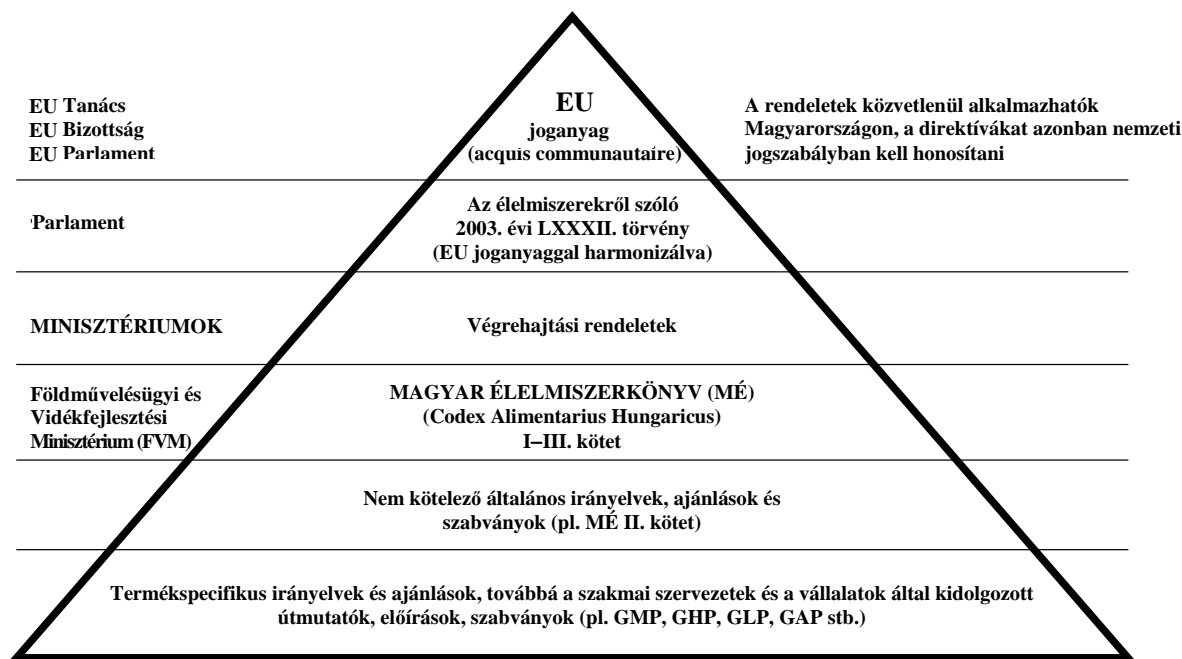 EU Tanács
EU Bizottság
EU Parlament
EU
joganyag
(acquis communautaire)
A rendeletek közvetlenül alkalmazhatók
Magyarországon, a direktívákat azonban nemzeti
jogszabályban kell honosítani
Parlament
Az élelmiszerekről szóló
2003. évi LXXXII. törvény
(EU joganyaggal harmonizálva)
MINISZTÉRIUMOK
Végrehajtási rendeletek
Földművelésügyi és
Vidékfejlesztési
Minisztérium (FVM)
MAGYAR ÉLELMISZERKÖNYV (MÉ)
(Codex Alimentarius Hungaricus)
I–III. kötet
Nem kötelező általános irányelvek, ajánlások és
szabványok (pl. MÉ II. kötet)
Termékspecifikus irányelvek és ajánlások, továbbá a szakmai szervezetek és a vállalatok által kidolgozott
útmutatók, előírások, szabványok (pl. GMP, GHP, GLP, GAP stb.)